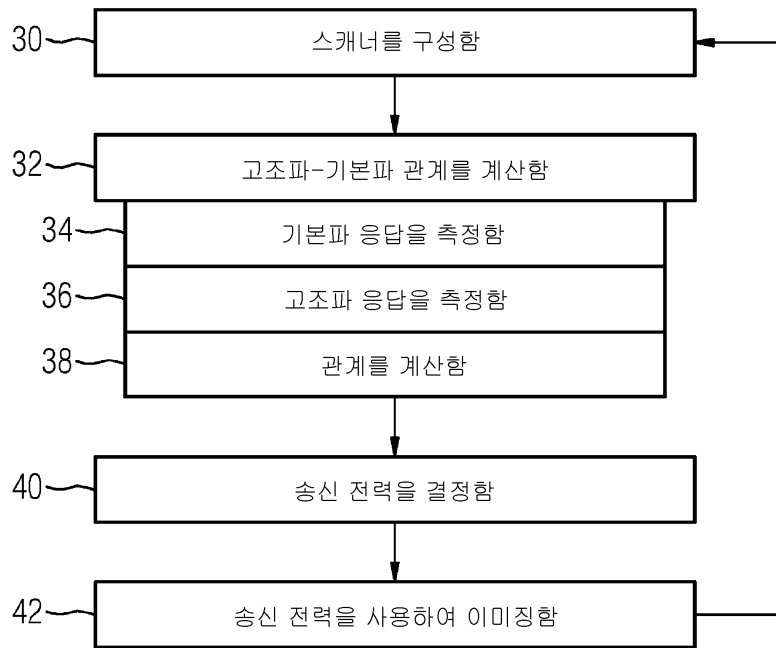 30 스캐너를 구성함
32 고조파-기본파 관계를 계산함
34 기본파 응답을 측정함
36 고조파 응답을 측정함
38 관계를 계산함
40 송신 전력을 결정함
42 송신 전력을 사용하여 이미징함